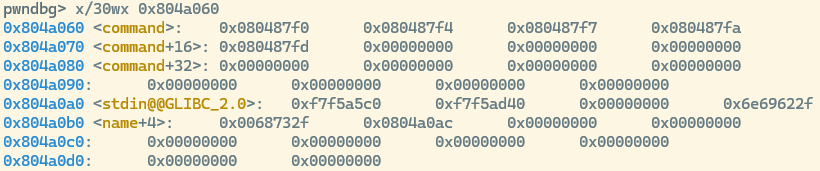 pwndbg> x/30wx 0x804a060
0x804a060 <command>: 0x080487f0 0x080487f4 0x080487f7 0x080487fa
0x804a070 <command+16>: 0x080487fd 0x00000000 0x00000000 0x00000000
0x804a080 <command+32>: 0x00000000 0x00000000 0x00000000 0x00000000
0x804a090: 0x00000000 0x00000000 0x00000000 0x00000000
0x804a0a0 <stdin@@GLIBC_2.0>: 0xf7f5a5c0 0xf7f5ad40 0x00000000 0x6e69622f
0x804a0b0 <name+4>: 0x0068732f 0x0804a0ac 0x00000000 0x00000000
0x804a0c0: 0x00000000 0x00000000 0x00000000 0x00000000
0x804a0d0: 0x00000000 0x00000000